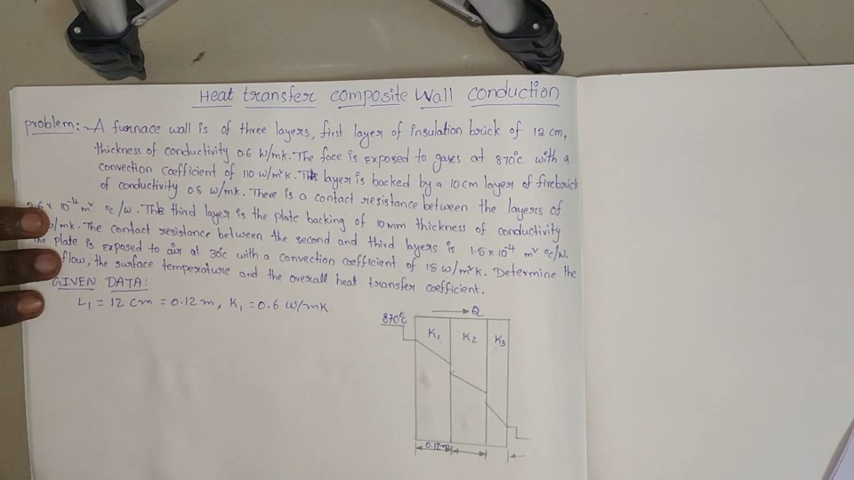 Heat transfer composite Wall conduction
problem:- A furnace wall is of three layers, first layer of insulation brick of 12 cm,
thickness of conductivity 0.6 W/mk. The face is exposed to gases at 870°c with a
convection coefficient of 110 W/m²k. The layer is backed by a 10cm layer of firebrick
of conductivity 0.8 W/mk. There is a contact resistance between the layers of
x 10⁻⁴ m² °c/w. The third layer is the plate backing of 10mm thickness of conductivity
W/mk. The contact resistance between the second and third layers is 1.5 x 10⁻⁴ m² °c/w.
the plate is exposed to air at 30°c with a convection coefficient of 15 W/m²k. Determine the
flow, the surface temperature and the overall heat transfer coefficient.
GIVEN DATA:
L₁ = 12 cm = 0.12 m, K₁ = 0.6 W/mk
Q
870°c
K₁ K₂ K₃
0.12m